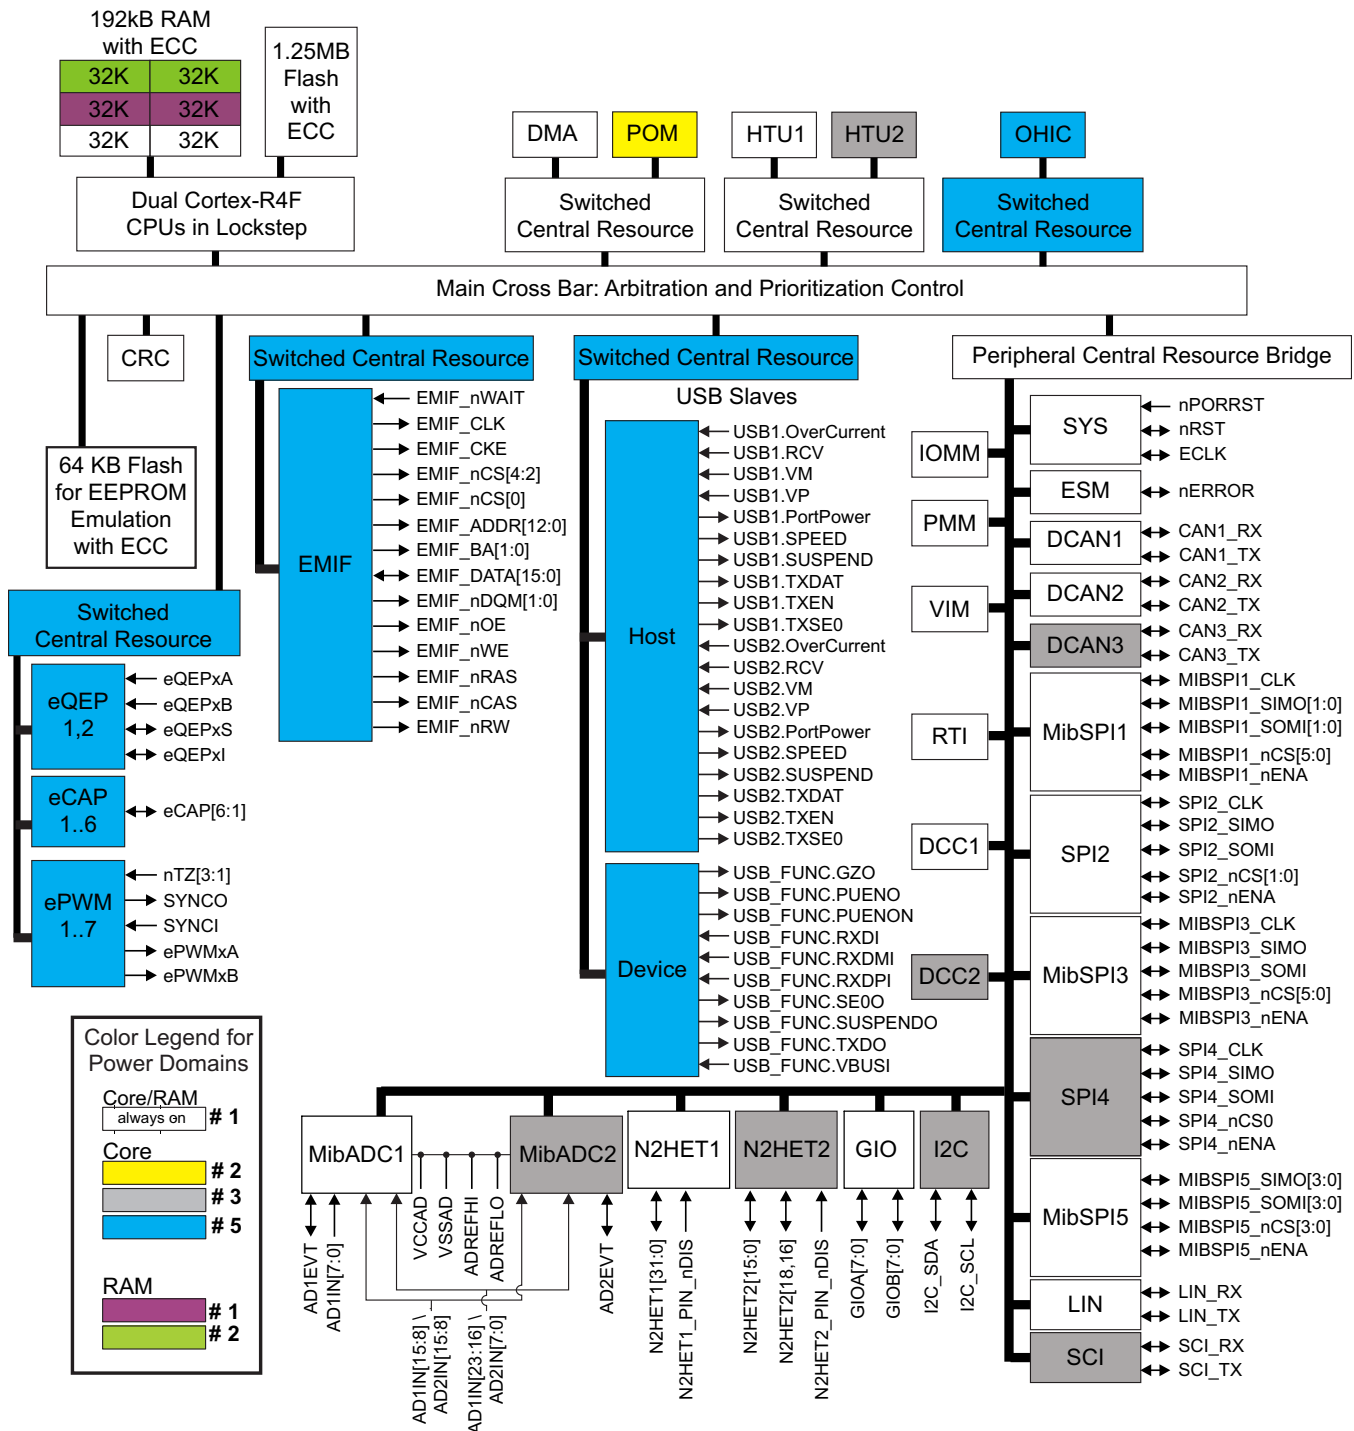 192kB RAM
with ECC
32K 32K
32K 32K
32K 32K
1.25MB
Flash
with
ECC
DMA
POM
HTU1
HTU2
OHIC
Dual Cortex-R4F
CPUs in Lockstep
Switched
Central Resource
Switched
Central Resource
Switched
Central Resource
Main Cross Bar: Arbitration and Prioritization Control
CRC
Switched Central Resource
Switched Central Resource
Peripheral Central Resource Bridge
64 KB Flash
for EEPROM
Emulation
with ECC
EMIF
EMIF_nWAIT
EMIF_CLK
EMIF_CKE
EMIF_nCS[4:2]
EMIF_nCS[0]
EMIF_ADDR[12:0]
EMIF_BA[1:0]
EMIF_DATA[15:0]
EMIF_nDQM[1:0]
EMIF_nOE
EMIF_nWE
EMIF_nRAS
EMIF_nCAS
EMIF_nRW
USB Slaves
Host
USB1.OverCurrent
USB1.RCV
USB1.VM
USB1.VP
USB1.PortPower
USB1.SPEED
USB1.SUSPEND
USB1.TXDAT
USB1.TXEN
USB1.TXSE0
USB2.OverCurrent
USB2.RCV
USB2.VM
USB2.VP
USB2.PortPower
USB2.SPEED
USB2.SUSPEND
USB2.TXDAT
USB2.TXEN
USB2.TXSE0
Device
USB_FUNC.GZO
USB_FUNC.PUENO
USB_FUNC.PUENON
USB_FUNC.RXDI
USB_FUNC.RXDMI
USB_FUNC.RXDPI
USB_FUNC.SE0O
USB_FUNC.SUSPENDO
USB_FUNC.TXDO
USB_FUNC.VBUSI
Switched
Central Resource
eQEP
1,2
eQEPxA
eQEPxB
eQEPxS
eQEPxI
eCAP
1..6
eCAP[6:1]
ePWM
1..7
nTZ[3:1]
SYNCO
SYNCI
ePWMxA
ePWMxB
IOMM
PMM
VIM
RTI
DCC1
DCC2
SYS
nPORRST
nRST
ECLK
ESM
nERROR
DCAN1
CAN1_RX
CAN1_TX
DCAN2
CAN2_RX
CAN2_TX
DCAN3
CAN3_RX
CAN3_TX
MibSPI1
MIBSPI1_CLK
MIBSPI1_SIMO[1:0]
MIBSPI1_SOMI[1:0]
MIBSPI1_nCS[5:0]
MIBSPI1_nENA
SPI2
SPI2_CLK
SPI2_SIMO
SPI2_SOMI
SPI2_nCS[1:0]
SPI2_nENA
MibSPI3
MIBSPI3_CLK
MIBSPI3_SIMO
MIBSPI3_SOMI
MIBSPI3_nCS[5:0]
MIBSPI3_nENA
SPI4
SPI4_CLK
SPI4_SIMO
SPI4_SOMI
SPI4_nCS0
SPI4_nENA
MibSPI5
MIBSPI5_SIMO[3:0]
MIBSPI5_SOMI[3:0]
MIBSPI5_nCS[3:0]
MIBSPI5_nENA
LIN
LIN_RX
LIN_TX
SCI
SCI_RX
SCI_TX
Color Legend for
Power Domains
Core/RAM
always on # 1
Core
# 2
# 3
# 5
RAM
# 1
# 2
MibADC1
MibADC2
N2HET1
N2HET2
GIO
I2C
AD1EVT
AD1IN[7:0]
VCCAD
VSSAD
ADREFHI
ADREFLO
AD1IN[15:8] \
AD2IN[15:8]
AD1IN[23:16] \
AD2IN[7:0]
AD2EVT
N2HET1[31:0]
N2HET1_PIN_nDIS
N2HET2[15:0]
N2HET2[18,16]
N2HET2_PIN_nDIS
GIOA[7:0]
GIOB[7:0]
I2C_SDA
I2C_SCL